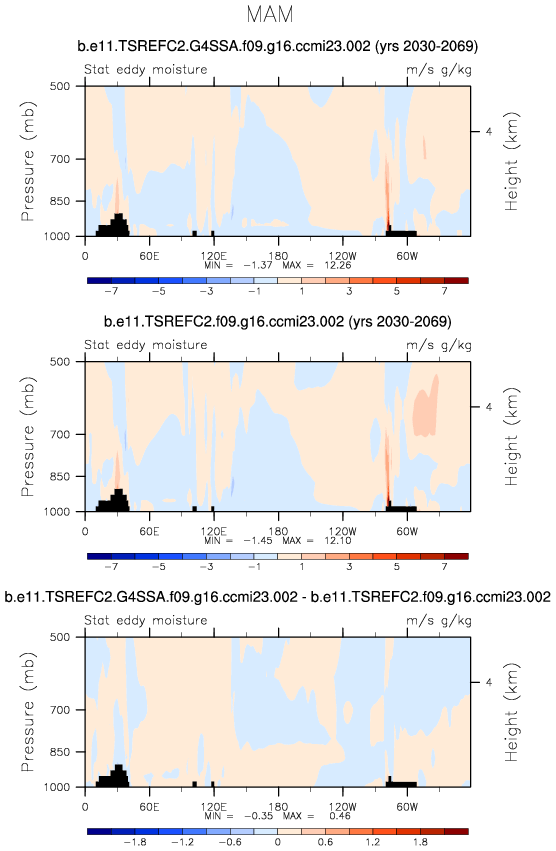 MAM
b.e11.TSREFC2.G4SSA.f09.g16.ccmi23.002 (yrs 2030-2069)
Stat eddy moisture m/s g/kg
500
700
850
1000
Pressure (mb)
4
Height (km)
0 60E 120E 180 120W 60W
MIN = -1.37 MAX = 12.26
-7 -5 -3 -1 1 3 5 7
b.e11.TSREFC2.f09.g16.ccmi23.002 (yrs 2030-2069)
Stat eddy moisture m/s g/kg
500
700
850
1000
Pressure (mb)
4
Height (km)
0 60E 120E 180 120W 60W
MIN = -1.45 MAX = 12.10
-7 -5 -3 -1 1 3 5 7
b.e11.TSREFC2.G4SSA.f09.g16.ccmi23.002 - b.e11.TSREFC2.f09.g16.ccmi23.002
Stat eddy moisture m/s g/kg
500
700
850
1000
Pressure (mb)
4
Height (km)
0 60E 120E 180 120W 60W
MIN = -0.35 MAX = 0.46
-1.8 -1.2 -0.6 0 0.6 1.2 1.8